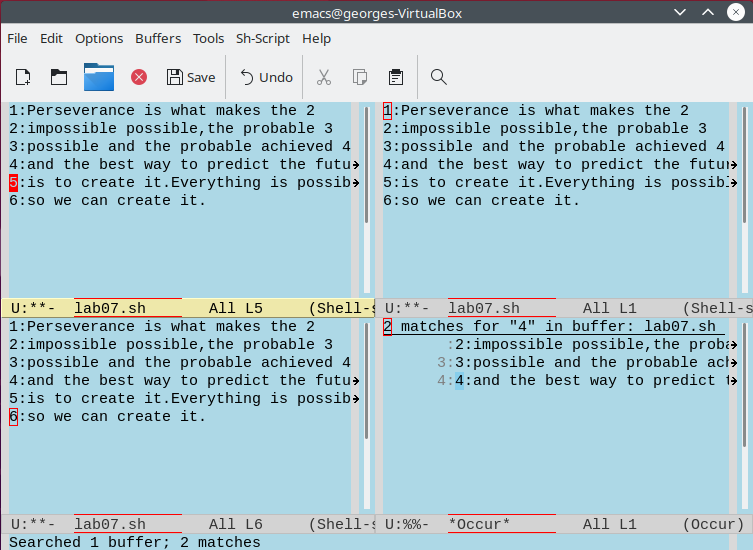 emacs@georges-VirtualBox
File Edit Options Buffers Tools Sh-Script Help
Save Undo
1:Perseverance is what makes the 2
2:impossible possible,the probable 3
3:possible and the probable achieved 4
4:and the best way to predict the futu
5:is to create it.Everything is possib
6:so we can create it.
U:**- lab07.sh All L5 (Shell-s
1:Perseverance is what makes the 2
2:impossible possible,the probable 3
3:possible and the probable achieved 4
4:and the best way to predict the futur
5:is to create it.Everything is possibl
6:so we can create it.
U:**- lab07.sh All L1 (Shell-s
1:Perseverance is what makes the 2
2:impossible possible,the probable 3
3:possible and the probable achieved 4
4:and the best way to predict the futu
5:is to create it.Everything is possib
6:so we can create it.
U:**- lab07.sh All L6 (Shell-s
2 matches for "4" in buffer: lab07.sh
:2:impossible possible,the proba
3:3:possible and the probable ach
4:4:and the best way to predict t
U:%%- *Occur* All L1 (Occur)
Searched 1 buffer; 2 matches